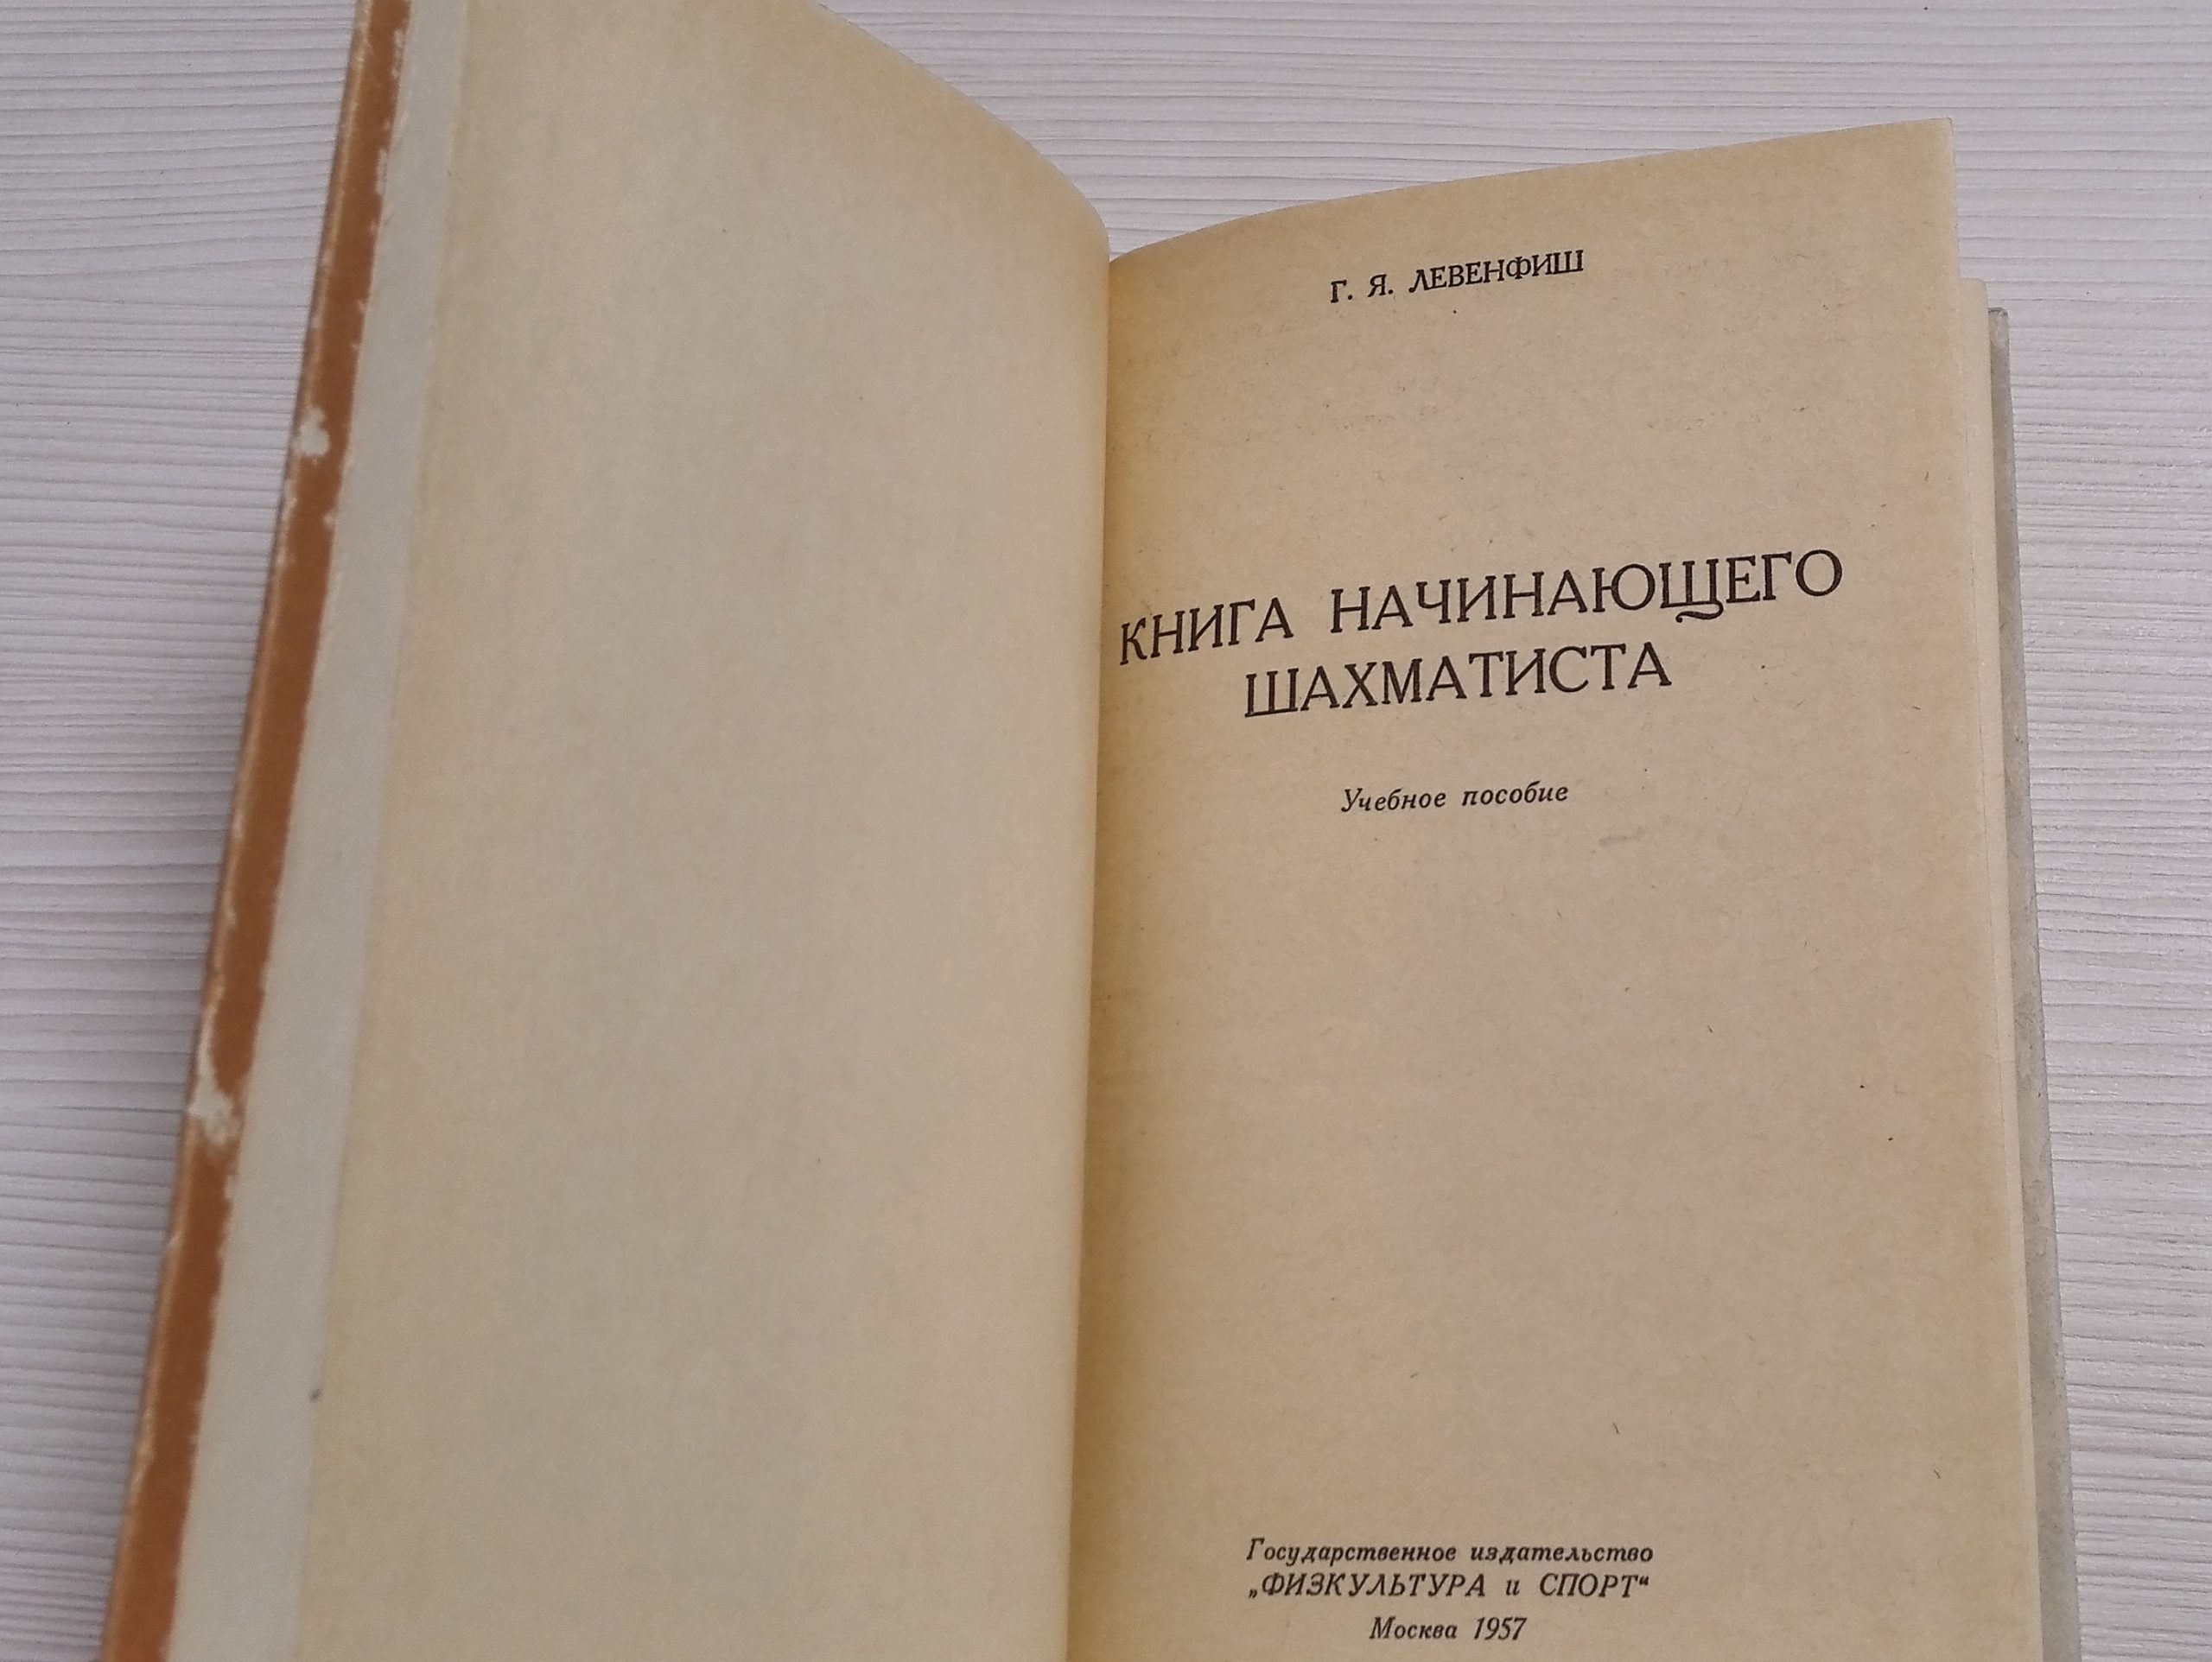 Г. Я. ЛЕВЕНФИШ
КНИГА НАЧИНАЮЩЕГО
ШАХМАТИСТА
Учебное пособие
Государственное издательство
„ФИЗКУЛЬТУРА и СПОРТ“
Москва 1957